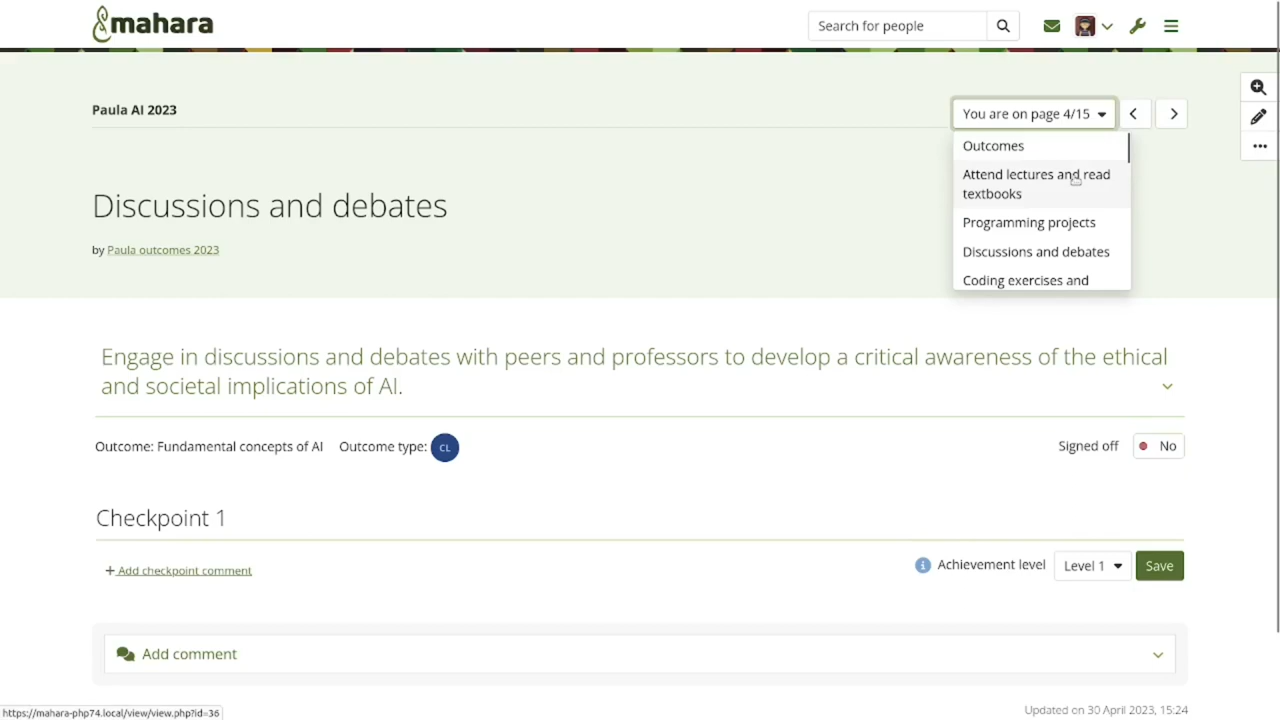 mahara
Search for people
Paula AI 2023
You are on page 4/15
Outcomes
Attend lectures and read
textbooks
Programming projects
Discussions and debates
Coding exercises and
Discussions and debates
by Paula outcomes 2023
Engage in discussions and debates with peers and professors to develop a critical awareness of the ethical
and societal implications of AI.
Outcome: Fundamental concepts of AI Outcome type: CL
Signed off No
Checkpoint 1
+ Add checkpoint comment
Achievement level Level 1 Save
Add comment
https://mahara-php74.local/view/view.php?id=36
Updated on 30 April 2023, 15:24